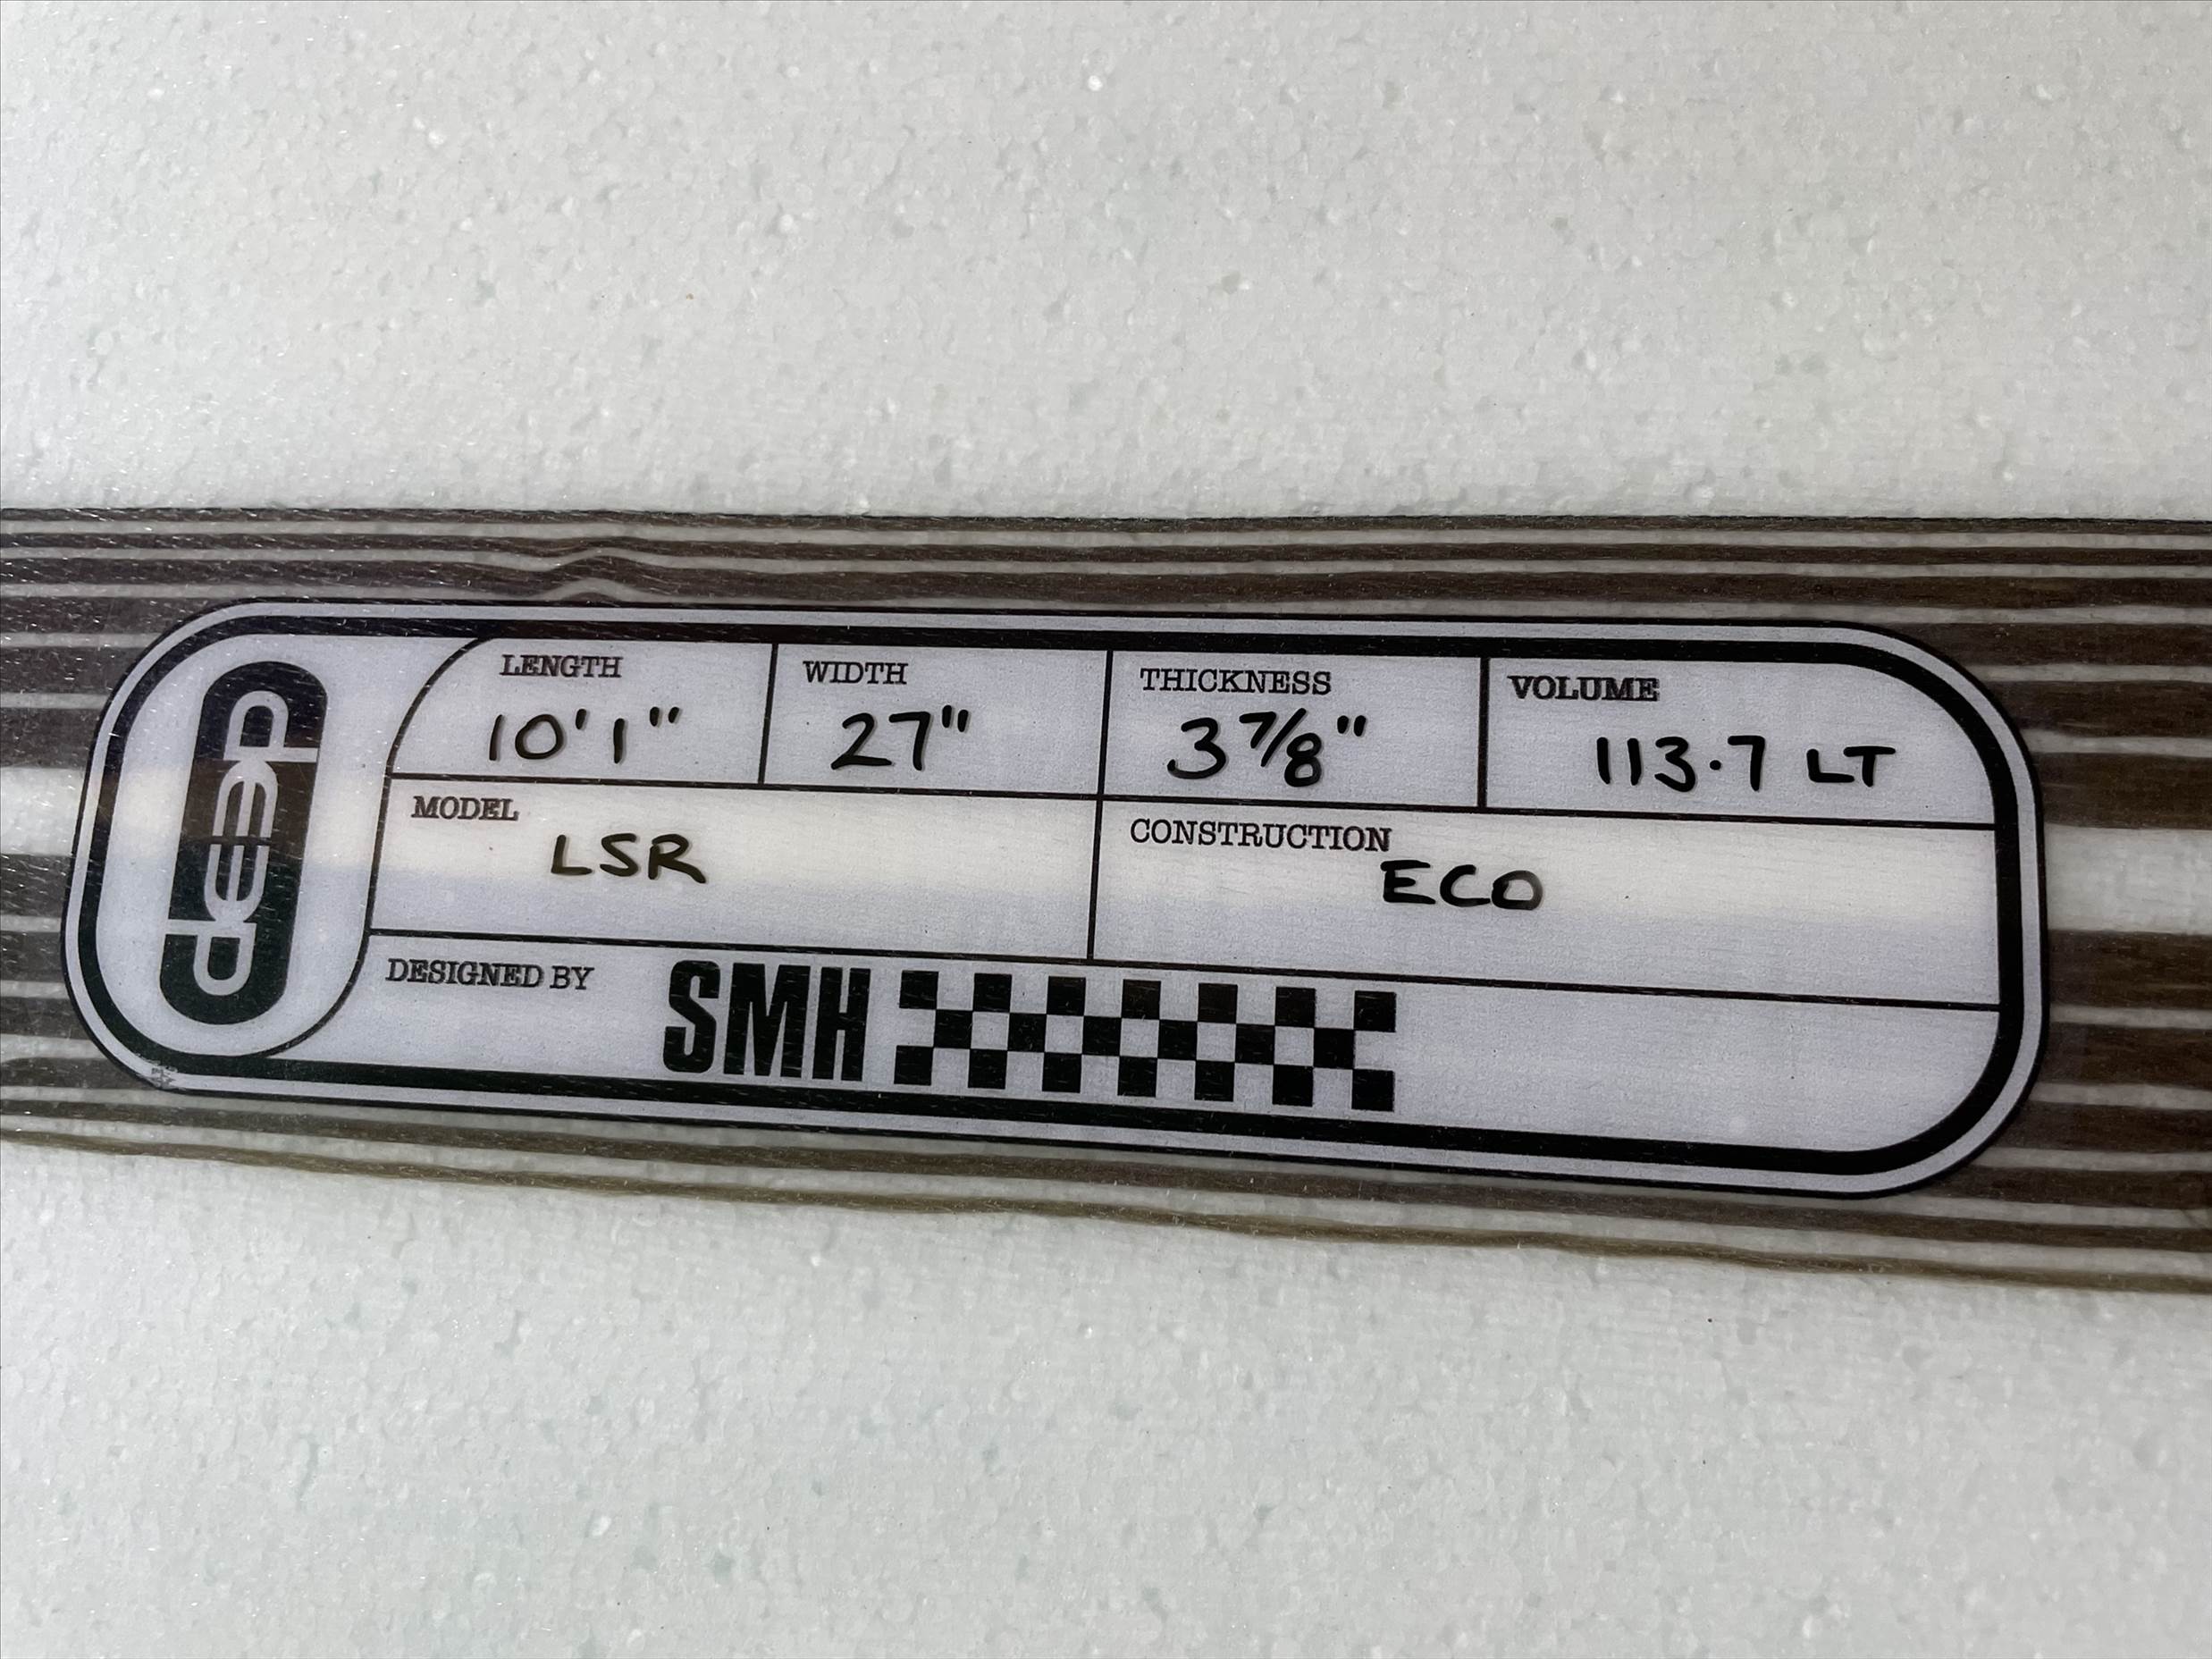 deep
LENGTH
10'1"
WIDTH
27"
THICKNESS
3 7/8"
VOLUME
113.7 LT
MODEL
LSR
CONSTRUCTION
ECO
DESIGNED BY
SMH